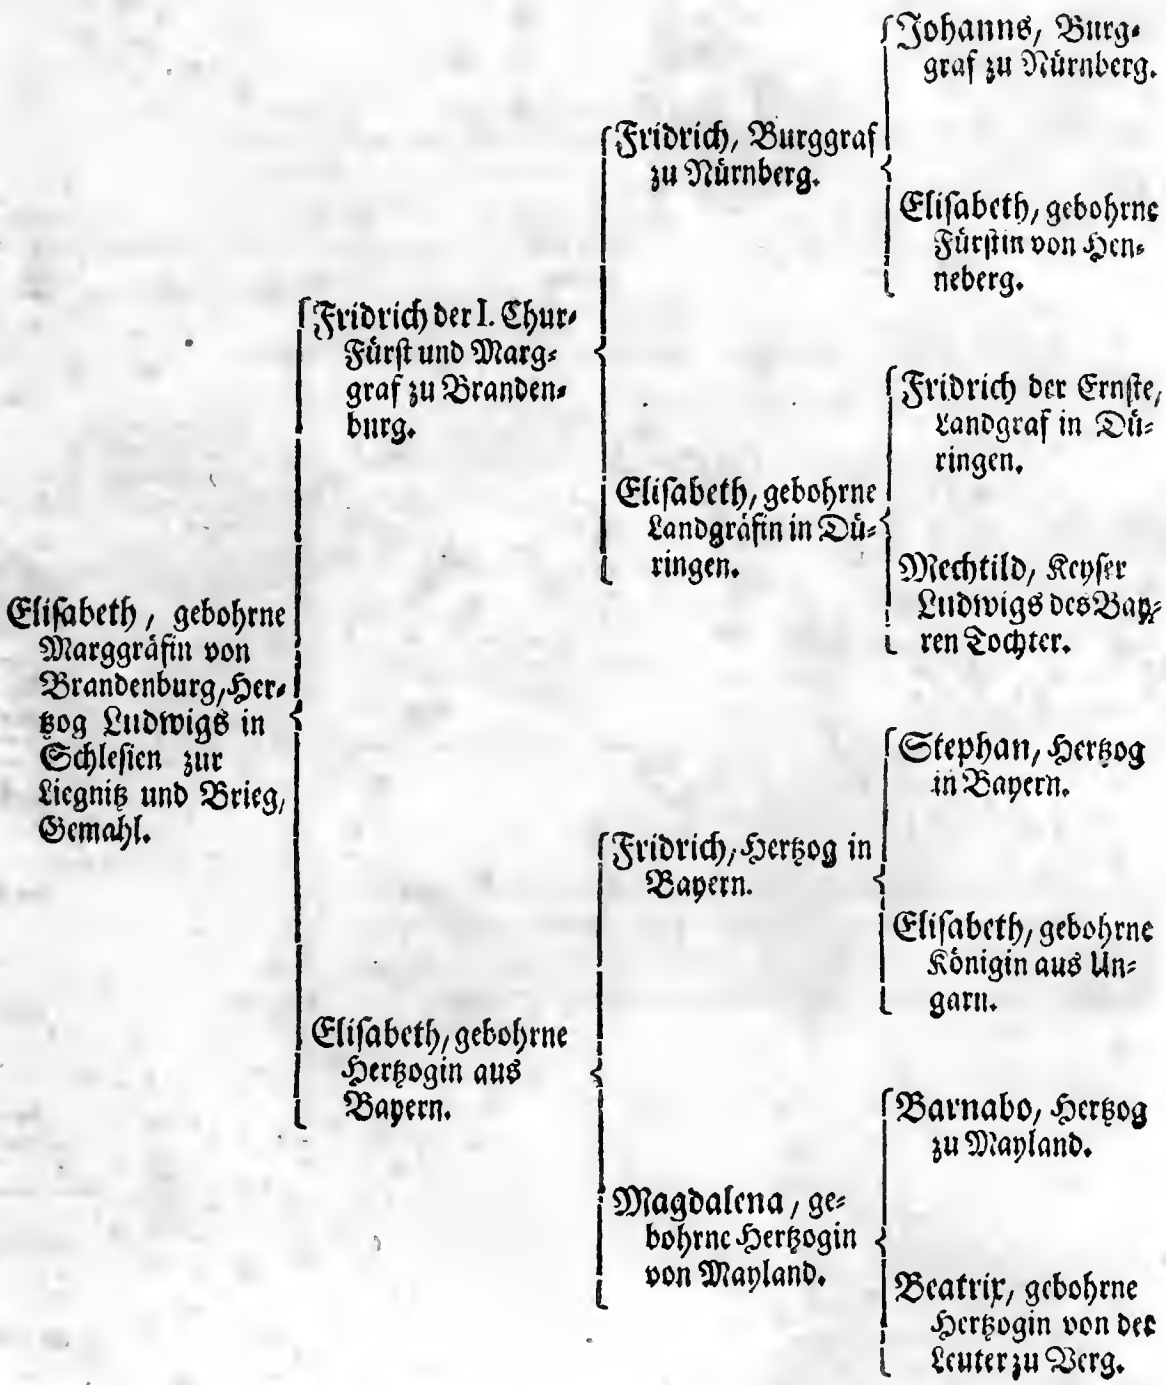 Johanns, Burg-
graf zu Nürnberg.
Fridrich, Burggraf
zu Nürnberg.
Elisabeth, gebohrne
Fürstin von Hen-
neberg.
Fridrich der I. Chur-
Fürst und Marg-
graf zu Branden-
burg.
Fridrich der Ernste,
Landgraf in Dü-
ringen.
Elisabeth, gebohrne
Landgräfin in Dü-
ringen.
Mechtild, Keyser
Ludwigs des Bay-
ren Tochter.
Elisabeth, gebohrne
Marggräfin von
Brandenburg, Her-
tzog Ludwigs in
Schlesien zur
Liegnitz und Brieg,
Gemahl.
Stephan, Hertzog
in Bayern.
Fridrich, Hertzog in
Bayern.
Elisabeth, gebohrne
Königin aus Un-
garn.
Elisabeth, gebohrne
Hertzogin aus
Bayern.
Barnabo, Hertzog
zu Mayland.
Magdalena, ge-
bohrne Hertzogin
von Mayland.
Beatrix, gebohrne
Hertzogin von der
Leuter zu Verg.